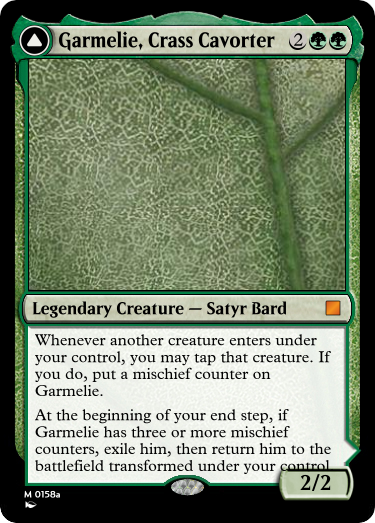 Garmelie, Crass Cavorter 2
Legendary Creature — Satyr Bard
Whenever another creature enters under
your control, you may tap that creature. If
you do, put a mischief counter on
Garmelie.
At the beginning of your end step, if
Garmelie has three or more mischief
counters, exile him, then return him to the
battlefield transformed under your control
2/2
M 0158a